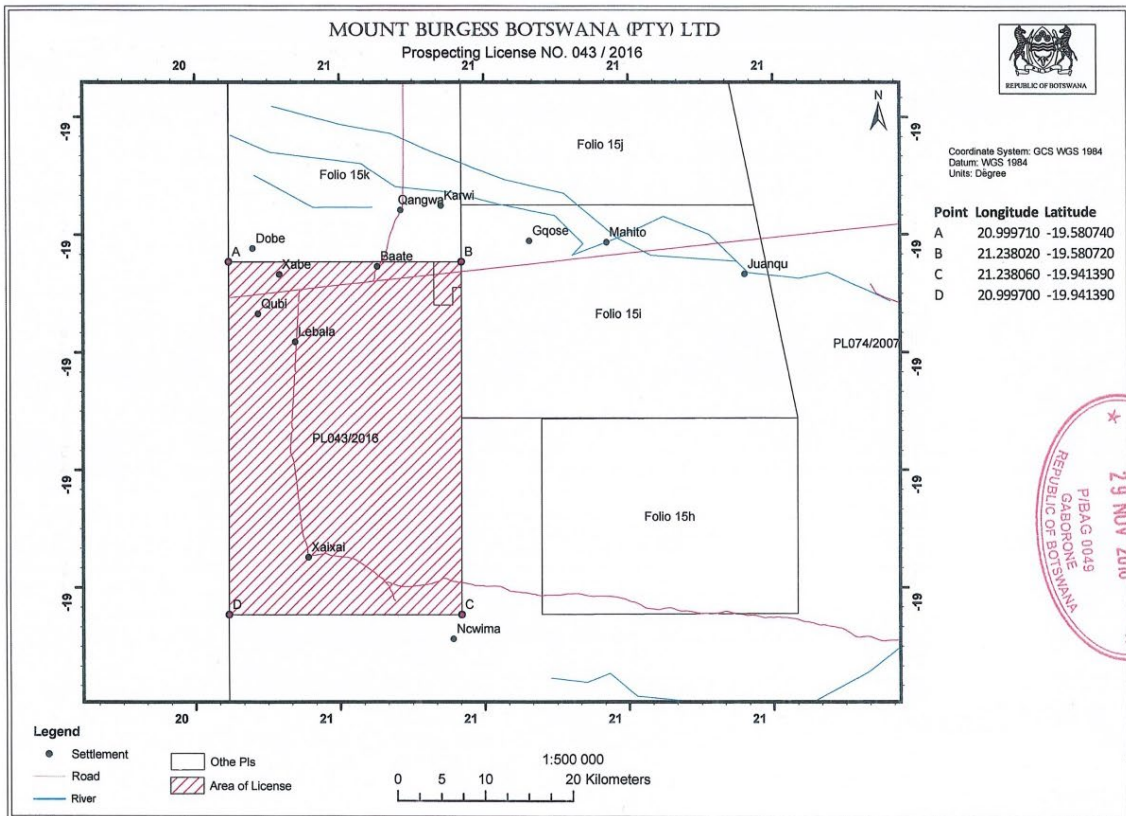 MOUNT BURGESS BOTSWANA (PTY) LTD
Prospecting License NO. 043 / 2016
REPUBLIC OF BOTSWANA
20 21 21 21 21
-19
-19
-19
-19
-19
N
Coordinate System: GCS WGS 1984
Datum: WGS 1984
Units: Degree
Point Longitude Latitude
A 20.999710 -19.580740
B 21.238020 -19.580720
C 21.238060 -19.941390
D 20.999700 -19.941390
Folio 15j
Folio 15k
Karwi
Qangwa
Gqose
Mahito
Dobe
A
B
Xabe
Baate
Juanqu
Qubi
Folio 15i
Lebala
PL074/2007
PL043/2016
Folio 15h
Xaixai
D
C
Ncwima
-19
-19
-19
-19
-19
20 21 21 21 21
29 NOV 2016
P/BAG 0049
GABORONE
REPUBLIC OF BOTSWANA
Legend
Settlement
Road
River
Othe Pls
Area of License
1:500 000
0 5 10 20 Kilometers